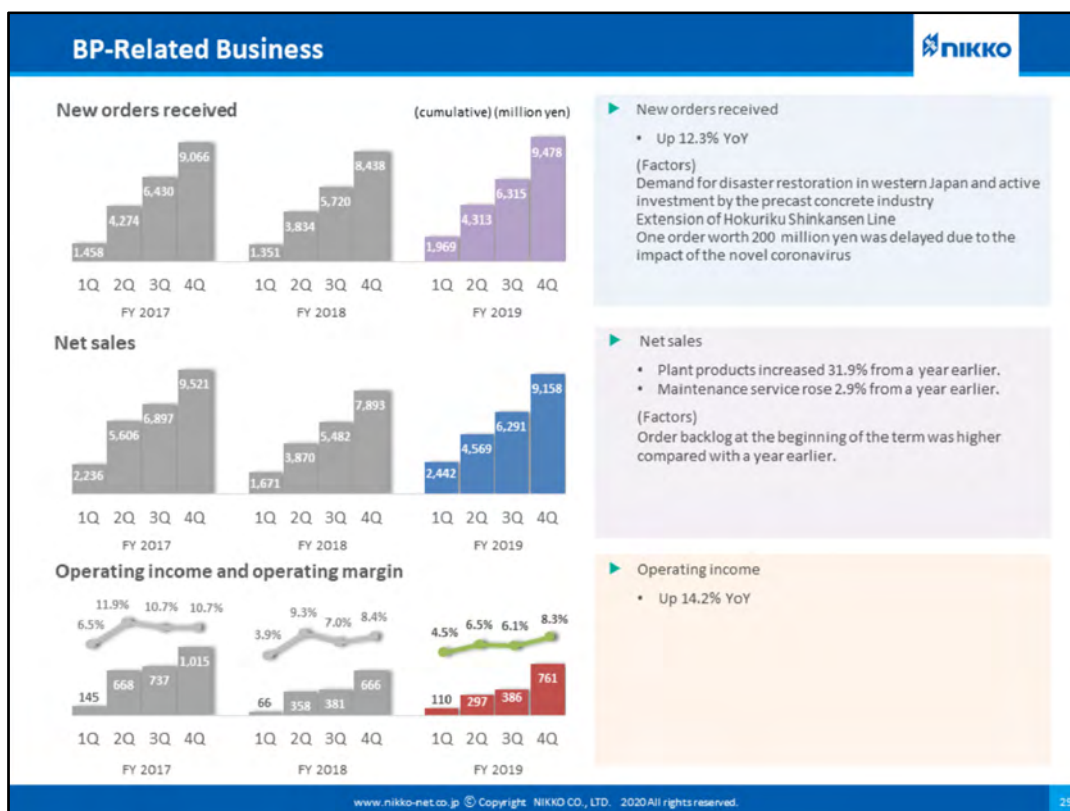 BP-Related Business
NIKKO
New orders received
(cumulative) (million yen)
1,458 4,274 6,430 9,066
1,351 3,834 5,720 8,438
1,969 4,313 6,315 9,478
1Q 2Q 3Q 4Q 1Q 2Q 3Q 4Q 1Q 2Q 3Q 4Q
FY 2017 FY 2018 FY 2019
▶ New orders received
• Up 12.3% YoY
(Factors)
Demand for disaster restoration in western Japan and active
investment by the precast concrete industry
Extension of Hokuriku Shinkansen Line
One order worth 200 million yen was delayed due to the
impact of the novel coronavirus
Net sales
2,236 5,606 6,897 9,521
1,671 3,870 5,482 7,893
2,442 4,569 6,291 9,158
1Q 2Q 3Q 4Q 1Q 2Q 3Q 4Q 1Q 2Q 3Q 4Q
FY 2017 FY 2018 FY 2019
▶ Net sales
• Plant products increased 31.9% from a year earlier.
• Maintenance service rose 2.9% from a year earlier.
(Factors)
Order backlog at the beginning of the term was higher
compared with a year earlier.
Operating income and operating margin
6.5% 11.9% 10.7% 10.7%
3.9% 9.3% 7.0% 8.4%
4.5% 6.5% 6.1% 8.3%
145 668 737 1,015
66 358 381 666
110 297 386 761
1Q 2Q 3Q 4Q 1Q 2Q 3Q 4Q 1Q 2Q 3Q 4Q
FY 2017 FY 2018 FY 2019
▶ Operating income
• Up 14.2% YoY
www.nikko-net.co.jp © Copyright NIKKO CO., LTD. 2020 All rights reserved.